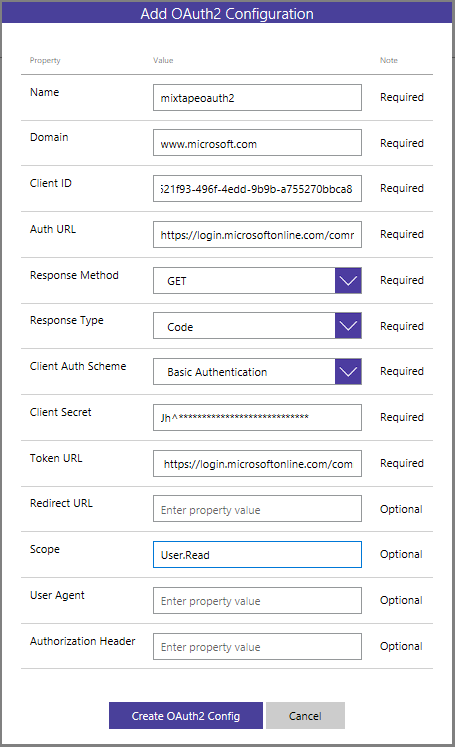 Add OAuth2 Configuration
Property Value Note
Name mixtapeoauth2 Required
Domain www.microsoft.com Required
Client ID 521f93-496f-4edd-9b9b-a755270bbca8 Required
Auth URL https://login.microsoftonline.com/comr Required
Response Method GET Required
Response Type Code Required
Client Auth Scheme Basic Authentication Required
Client Secret Jh^**************************** Required
Token URL https://login.microsoftonline.com/com Required
Redirect URL Enter property value Optional
Scope User.Read Optional
User Agent Enter property value Optional
Authorization Header Enter property value Optional
Create OAuth2 Config Cancel